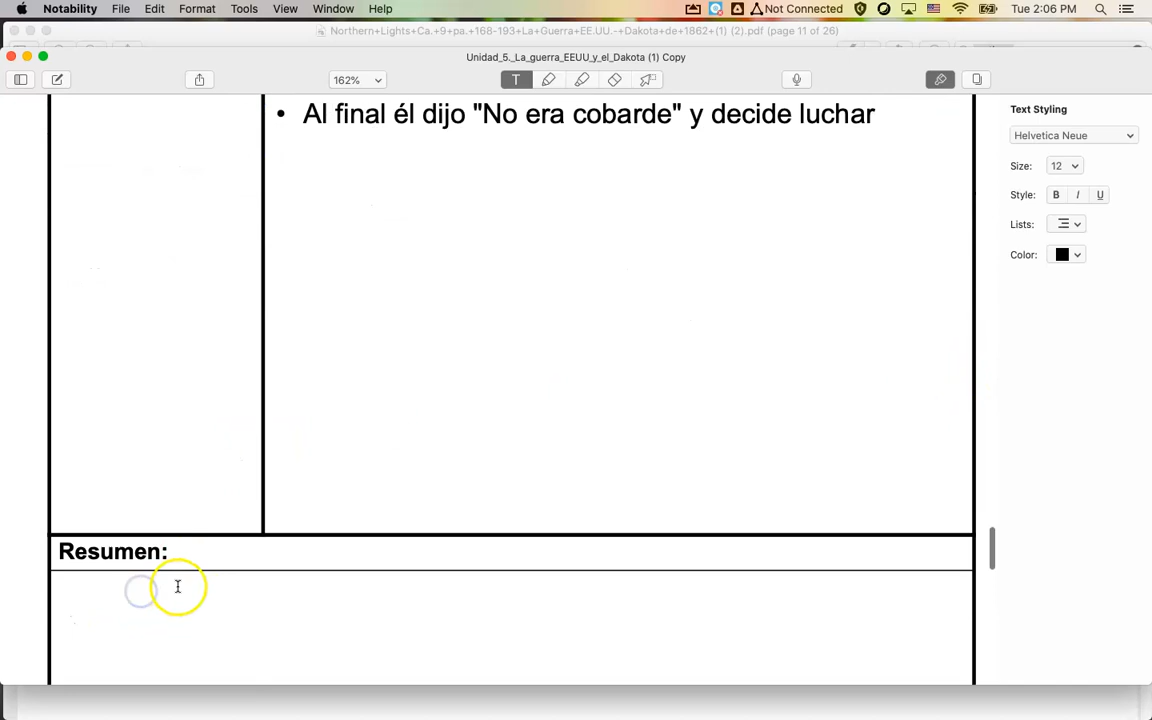 Notability File Edit Format Tools View Window Help Not Connected Tue 2:06 PM
Northern+Lights+Ca.+9+pa.+168-193+La+Guerra+EE.UU.-+Dakota+de+1862+(1) (2).pdf (page 11 of 26)
Unidad_5._La_guerra_EEUU_y_el_Dakota (1) Copy
162% T
Text Styling
Helvetica Neue
Size: 12
Style: B I U
Lists:
Color:
• Al final él dijo "No era cobarde" y decide luchar
Resumen: